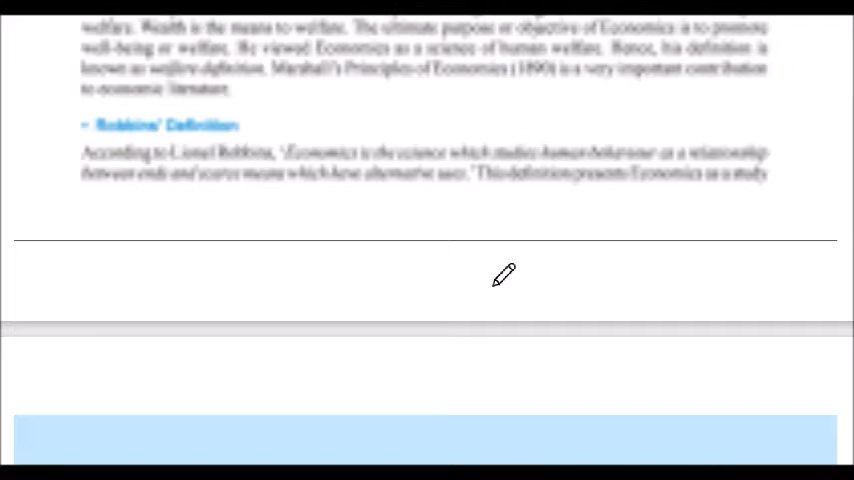 welfare. Wealth is the means to welfare. The ultimate purpose or objective of Economics is to promote
well-being or welfare. He viewed Economics as a science of human welfare. Hence, his definition is
known as welfare definition. Marshall's Principles of Economics (1890) is a very important contribution
to economic literature.
• Robbins' Definition
According to Lionel Robbins, 'Economics is the science which studies human behaviour as a relationship
between ends and scarce means which have alternative uses.' This definition presents Economics as a study